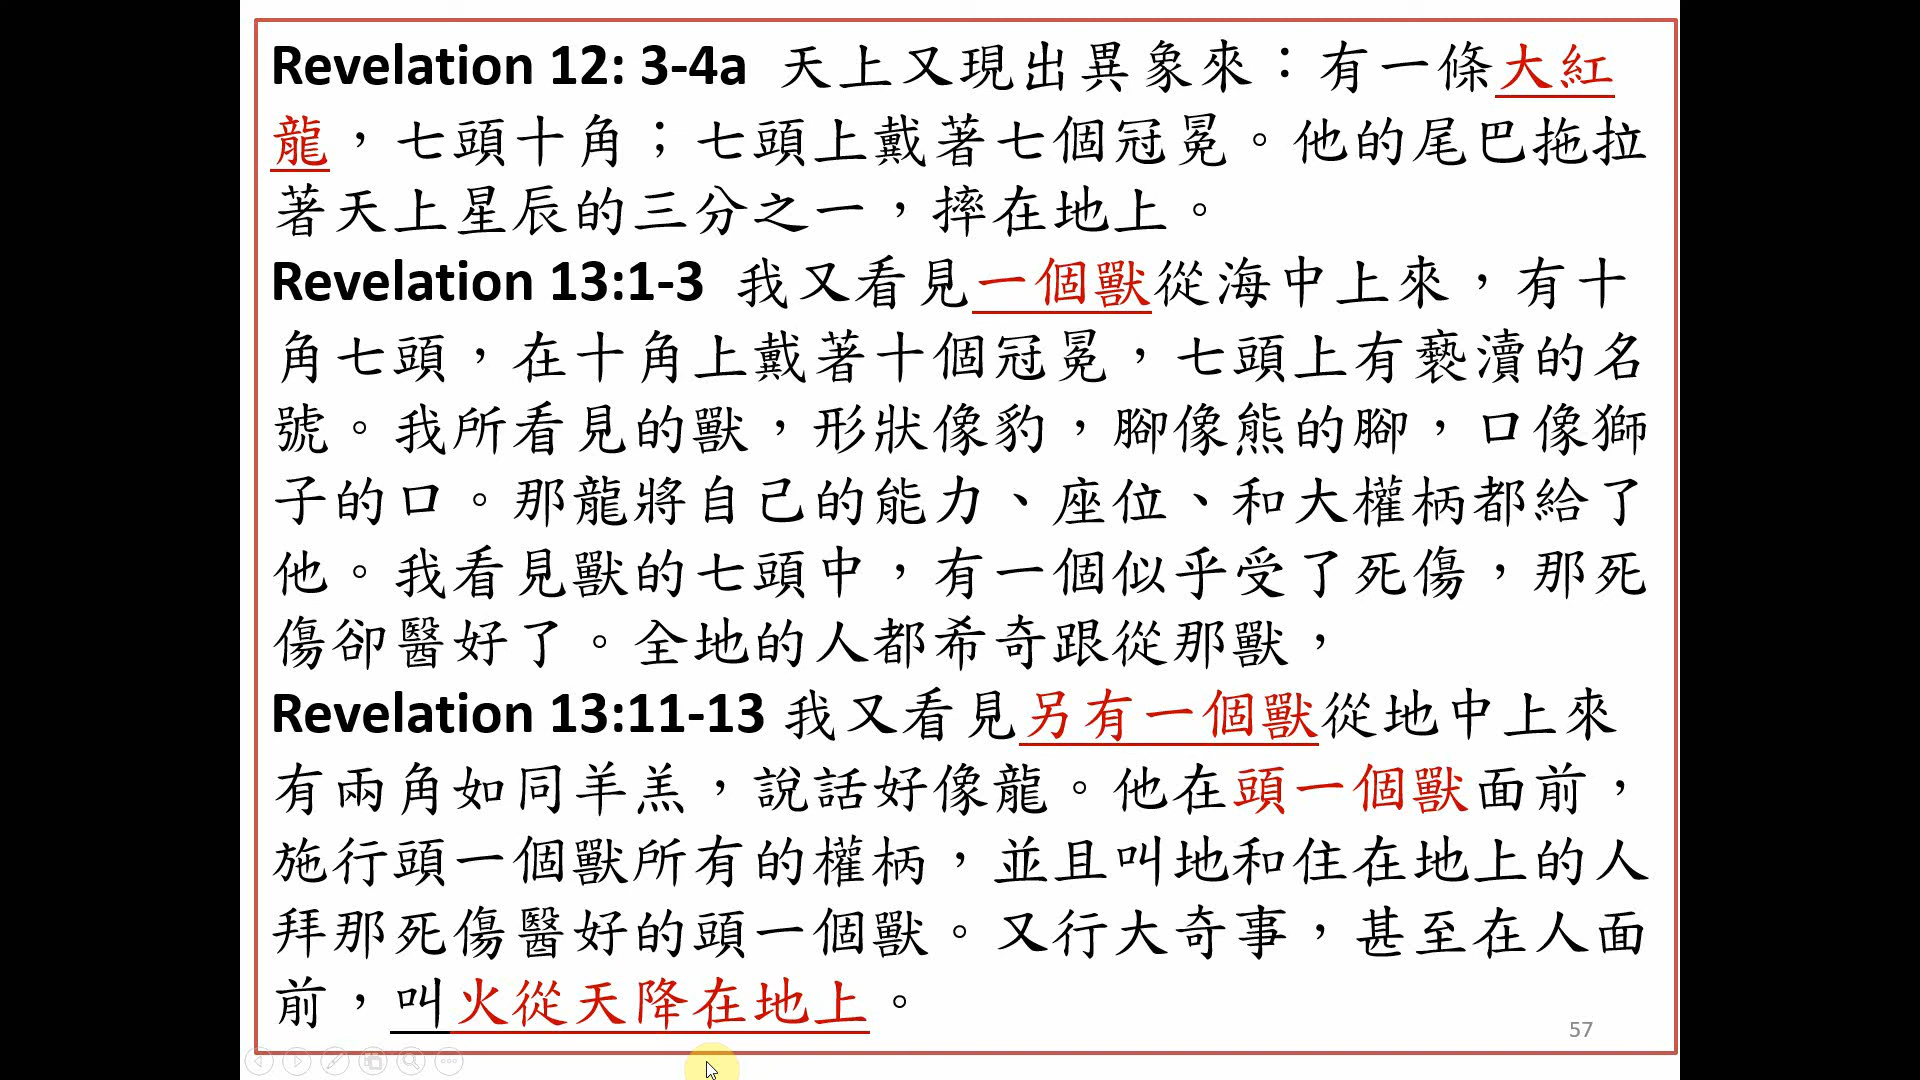 Revelation 12: 3-4a 天上又現出異象來：有一條大紅
龍，七頭十角；七頭上戴著七個冠冕。他的尾巴拖拉
著天上星辰的三分之一，摔在地上。
Revelation 13:1-3 我又看見一個獸從海中上來，有十
角七頭，在十角上戴著十個冠冕，七頭上有褻瀆的名
號。我所看見的獸，形狀像豹，腳像熊的腳，口像獅
子的口。那龍將自己的能力、座位、和大權柄都給了
他。我看見獸的七頭中，有一個似乎受了死傷，那死
傷卻醫好了。全地的人都希奇跟從那獸，
Revelation 13:11-13 我又看見另有一個獸從地中上來
有兩角如同羊羔，說話好像龍。他在頭一個獸面前，
施行頭一個獸所有的權柄，並且叫地和住在地上的人
拜那死傷醫好的頭一個獸。又行大奇事，甚至在人面
前，叫火從天降在地上。
57